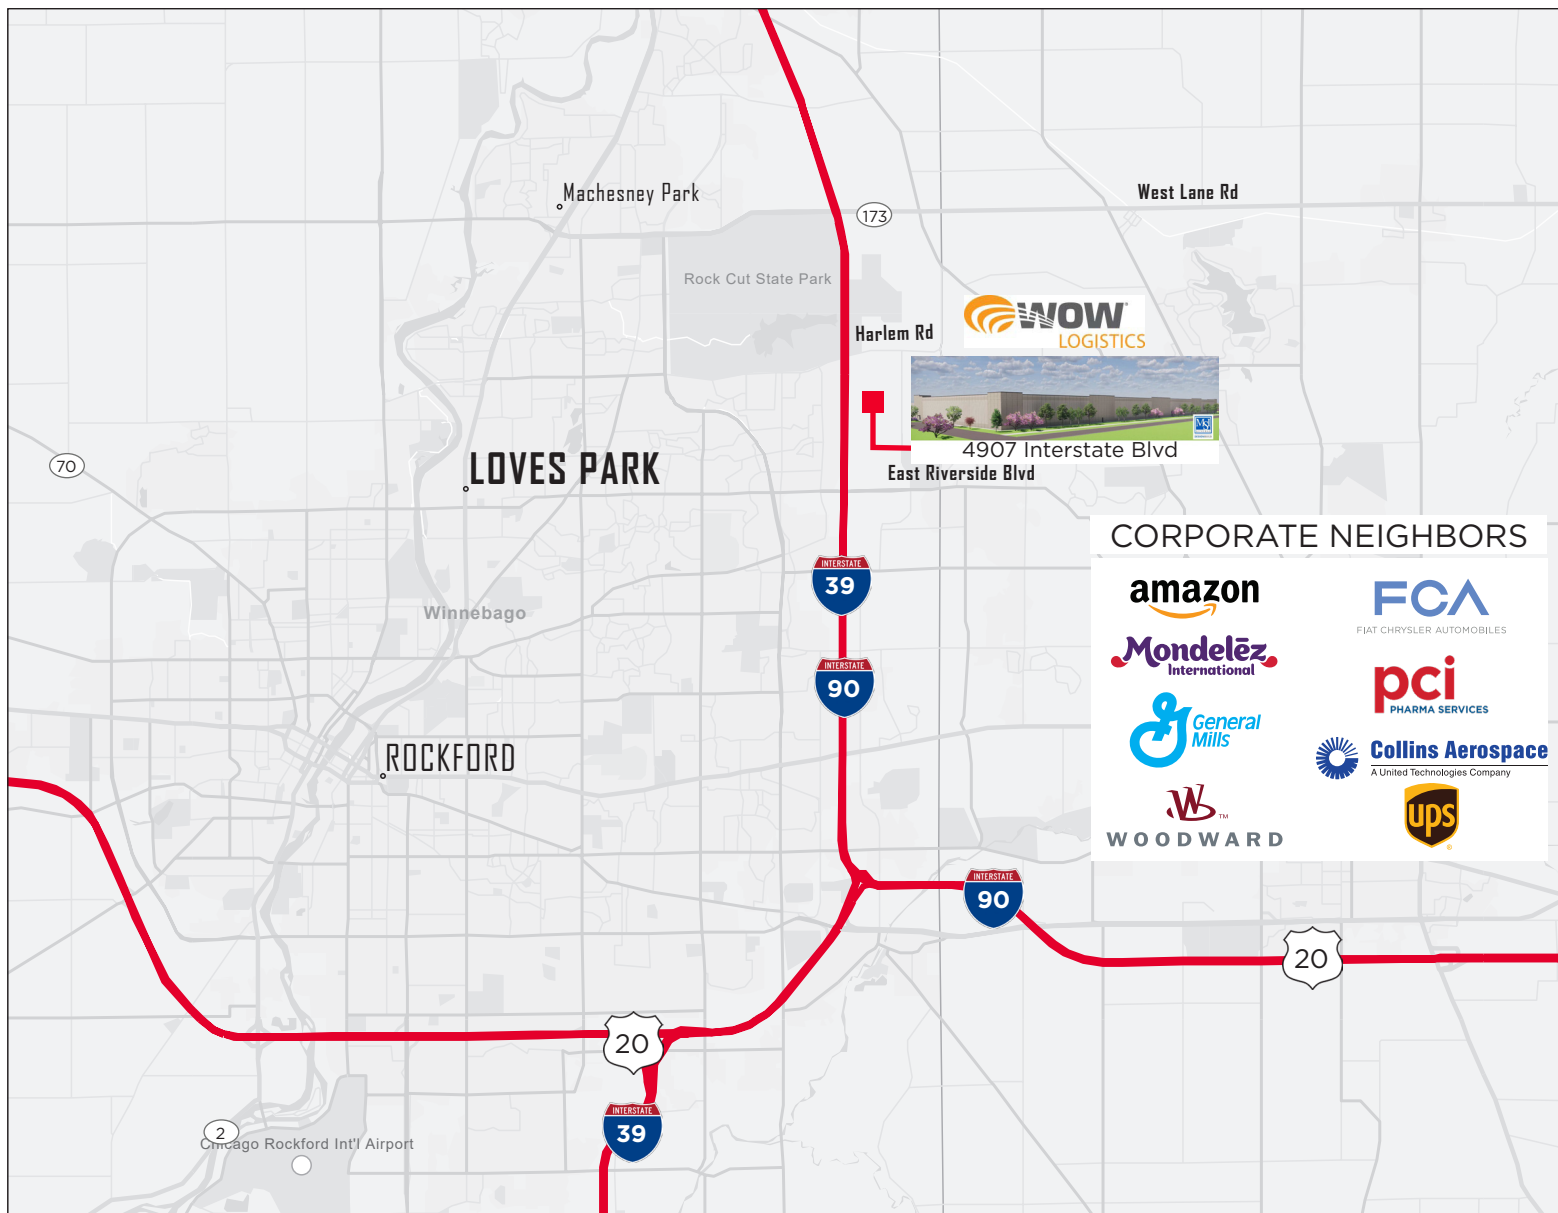 Machesney Park
West Lane Rd
173
Rock Cut State Park
WOW
LOGISTICS
Harlem Rd
4907 Interstate Blvd
East Riverside Blvd
70
LOVES PARK
CORPORATE NEIGHBORS
INTERSTATE
39
amazon
FCA
FIAT CHRYSLER AUTOMOBILES
Winnebago
Mondelēz
International
INTERSTATE
90
pci
PHARMA SERVICES
General
Mills
ROCKFORD
Collins Aerospace
A United Technologies Company
WOODWARD
TM
ups
INTERSTATE
90
20
20
INTERSTATE
39
2
Chicago Rockford Int'l Airport